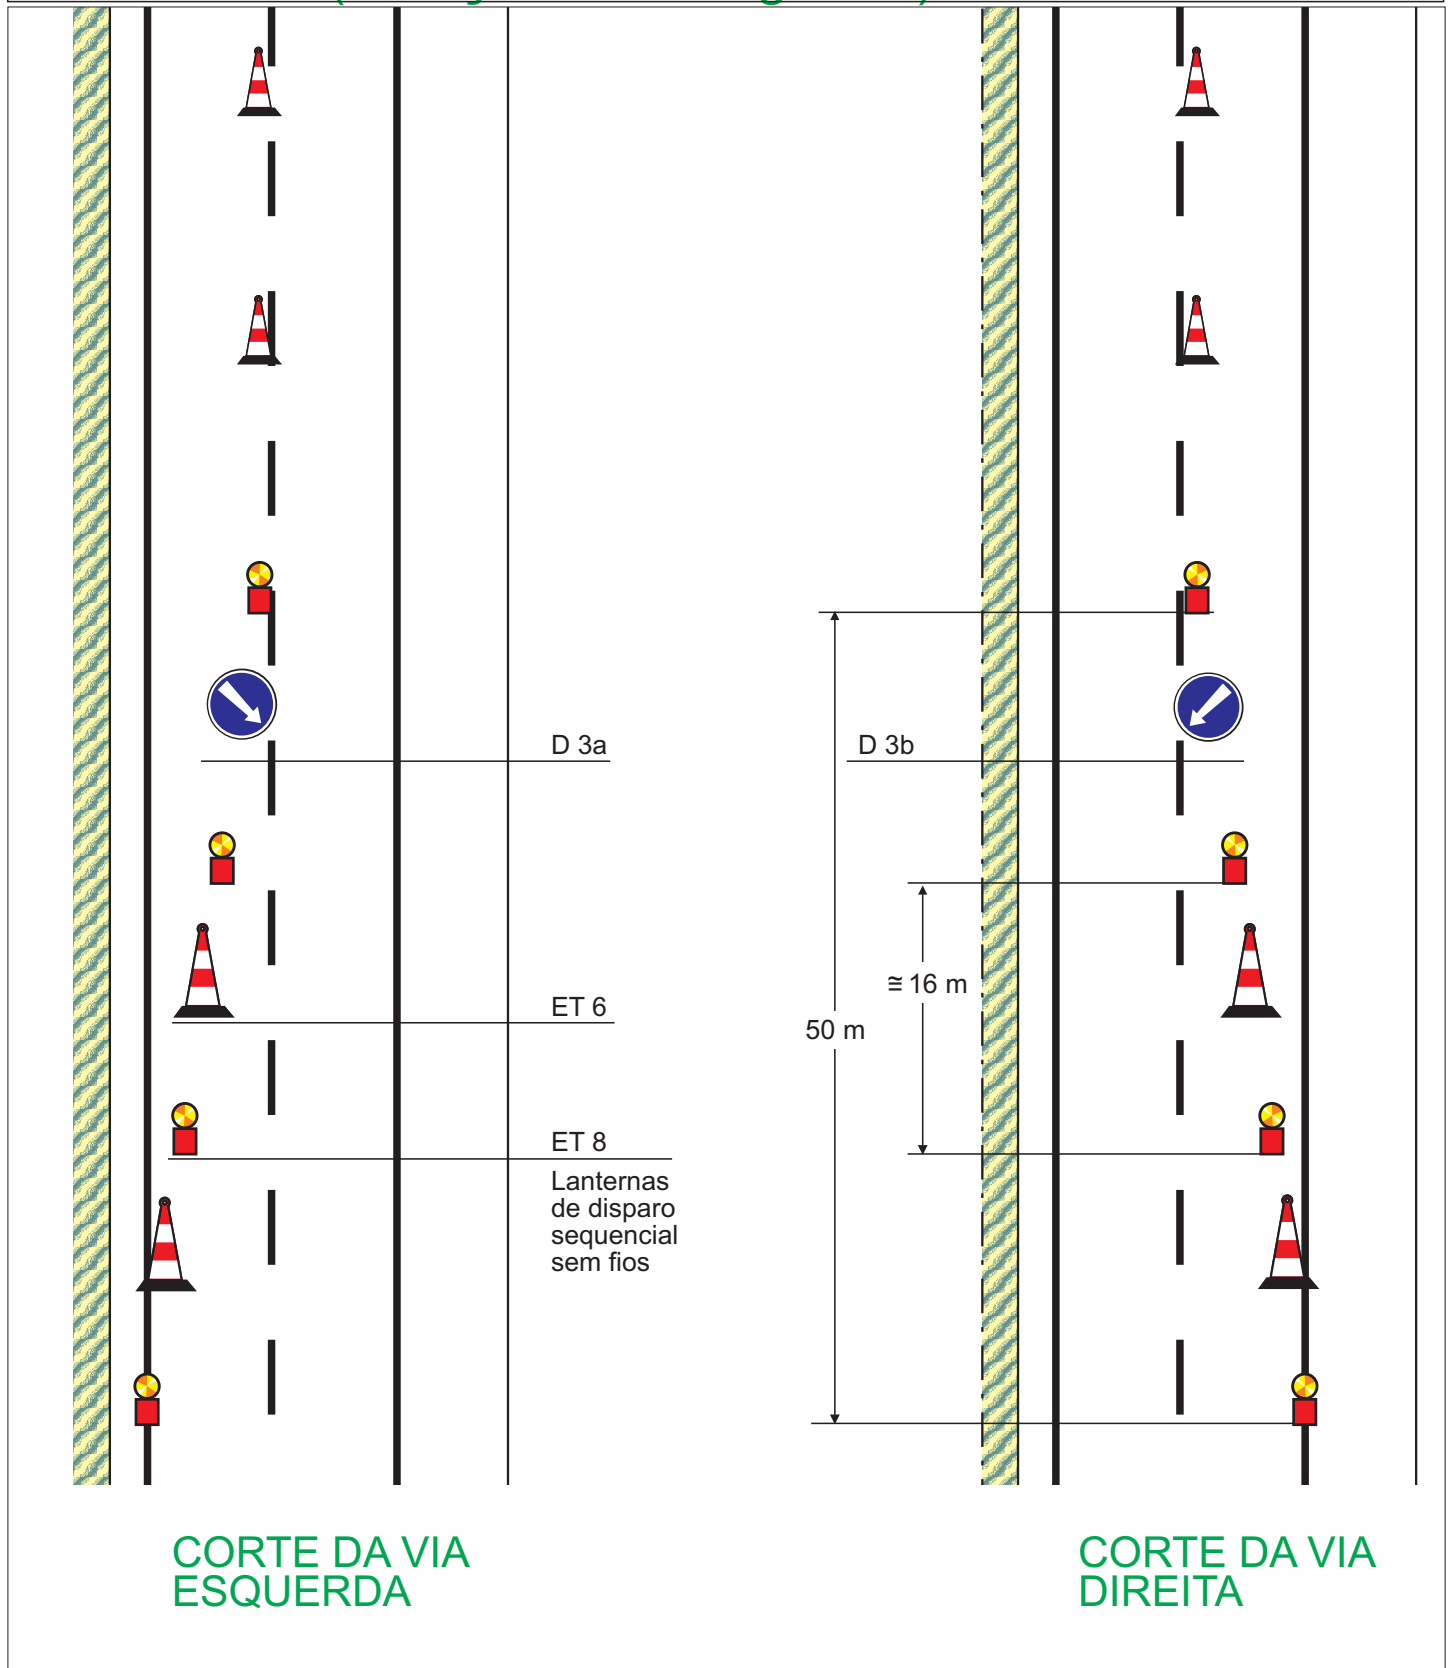 D 3a
ET 6
ET 8
Lanternas
de disparo
sequencial
sem fios
D 3b
≅ 16 m
50 m
CORTE DA VIA
ESQUERDA
CORTE DA VIA
DIREITA